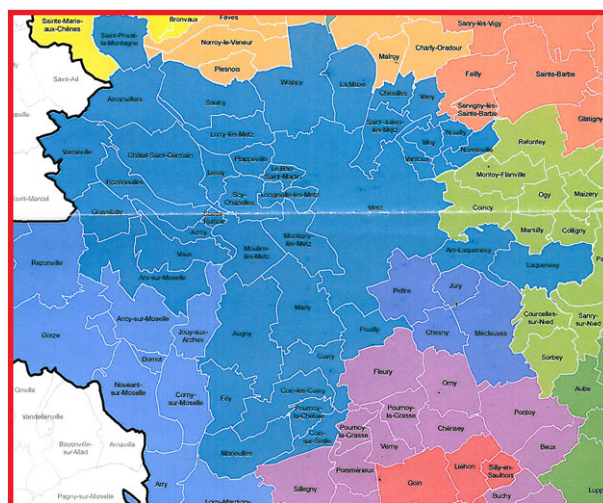 Sainte-Marie-
aux-Chênes
Saint-Privat-
la-Montagne
Bronvaux
Fèves
Norroy-le-Veneur
Plesnois
Malroy
Charly-Oradour
Sanry-lès-Vigy
Failly
Sainte-Barbe
Servigny-lès-
Sainte-Barbe
Glatigny
Saint-Ail
Amanvillers
Saulny
Woippy
La Maxe
Chieulles
Vany
Saint-Julien-
lès-Metz
Mey
Vantoux
Nouilly
Noisseville
Lorry-lès-Metz
Vernéville
Châtel-Saint-Germain
Plappeville
Le Ban-
Saint-Martin
Lessy
Longeville-lès-Metz
Scy-
Chazelles
Rozérieulles
Metz
Retonfey
Montoy-Flanville
Ogy
Maizery
Coincy
Marsilly
Colligny
Saint-Marcel
Gravelotte
Sainte-
Ruffine
Jussy
Vaux
Moulins-
lès-Metz
Montigny-
lès-Metz
Ars-Laquenexy
Laquenexy
Rezonville
Ars-sur-Moselle
Peltre
Jury
Mécleuves
Chesny
Courcelles-
sur-Nied
Sanry-
sur-Nied
Sorbey
Ancy-sur-Moselle
Jouy-aux-
Arches
Gorze
Dornot
Augny
Marly
Pouilly
Cuvry
Novéant-
sur-Moselle
Corny-
sur-Moselle
Fey
Coin-lès-Cuvry
Pournoy-
la-Chétive
Coin-
sur-Seille
Marieulles
Fleury
Orny
Pournoy-
la-Grasse
Pournoy-
la-Grasse
Chérisey
Verny
Pontoy
Beux
Aube
Onville
Vandelainville
Bayonville-
sur-Mad
Arnaville
Pagny-sur-Moselle
Arry
Lorry-Mardigny
Sillegny
Pommérieux
Goin
Liéhon
Silly-en-
Saulnois
Buchy
Lupp